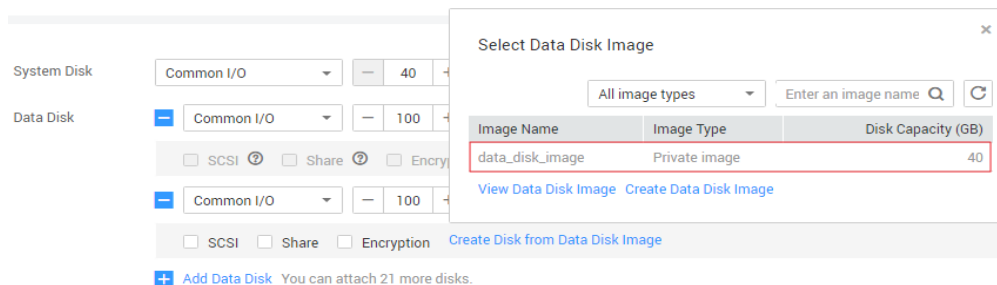 System Disk
Common I/O
40
Data Disk
Common I/O
100
SCSI
Share
Common I/O
100
SCSI
Share
Encryption
Create Disk from Data Disk Image
Add Data Disk You can attach 21 more disks.
Select Data Disk Image
All image types
Enter an image name
Image Name Image Type Disk Capacity (GB)
data_disk_image Private image 40
View Data Disk Image Create Data Disk Image